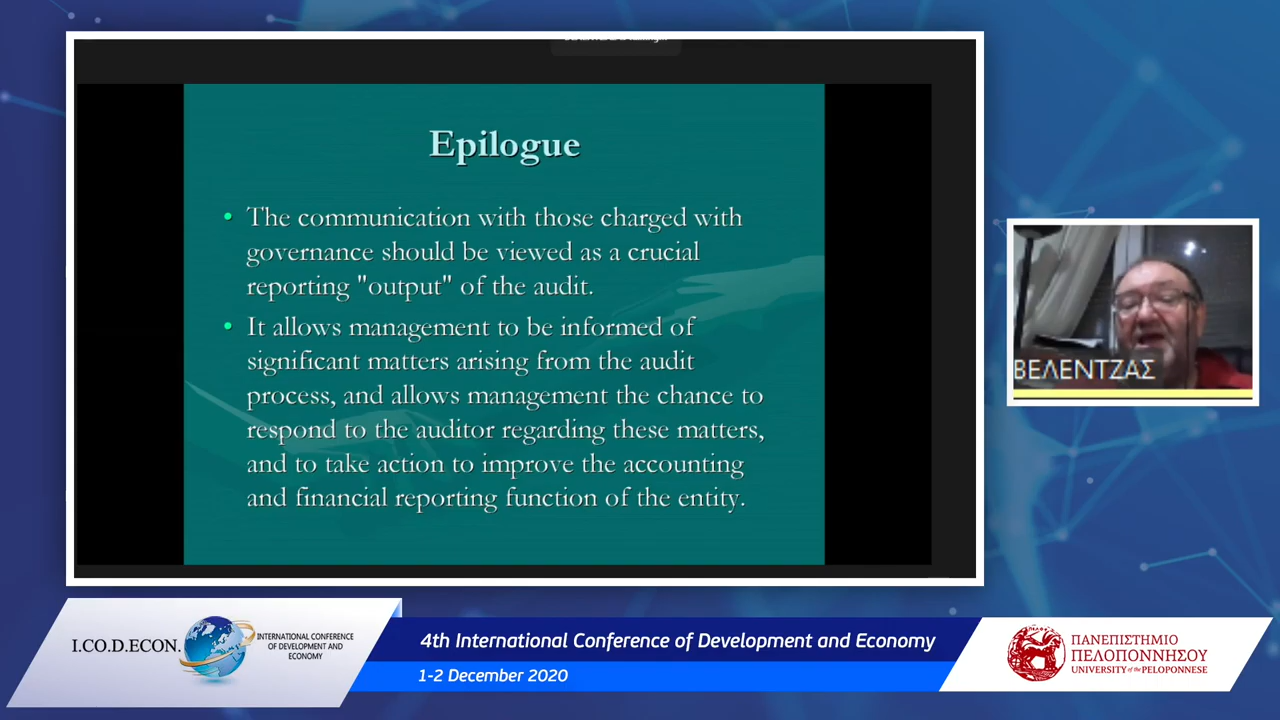 Epilogue
• The communication with those charged with
governance should be viewed as a crucial
reporting "output" of the audit.
• It allows management to be informed of
significant matters arising from the audit
process, and allows management the chance to
respond to the auditor regarding these matters,
and to take action to improve the accounting
and financial reporting function of the entity.
ΒΕΛΕΝΤΖΑΣ
I.CO.D.ECON.
INTERNATIONAL CONFERENCE
OF DEVELOPMENT AND
ECONOMY
4th International Conference of Development and Economy
1-2 December 2020
ΠΑΝΕΠΙΣΤΗΜΙΟ
ΠΕΛΟΠΟΝΝΗΣΟΥ
UNIVERSITY of the PELOPONNESE